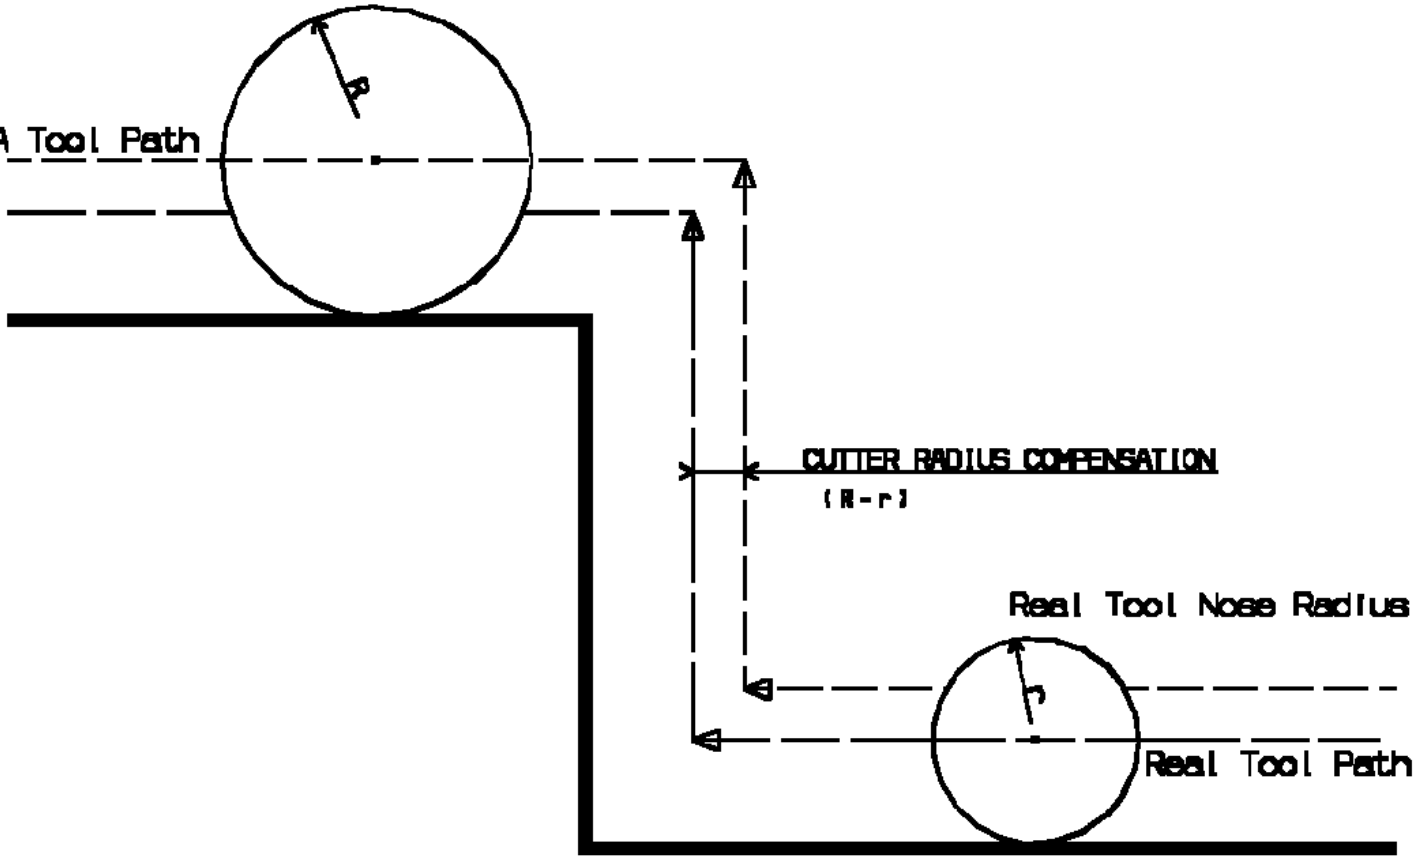 A Tool Path
R
CUTTER RADIUS COMPENSATION
(R-r)
Real Tool Nose Radius
r
Real Tool Path